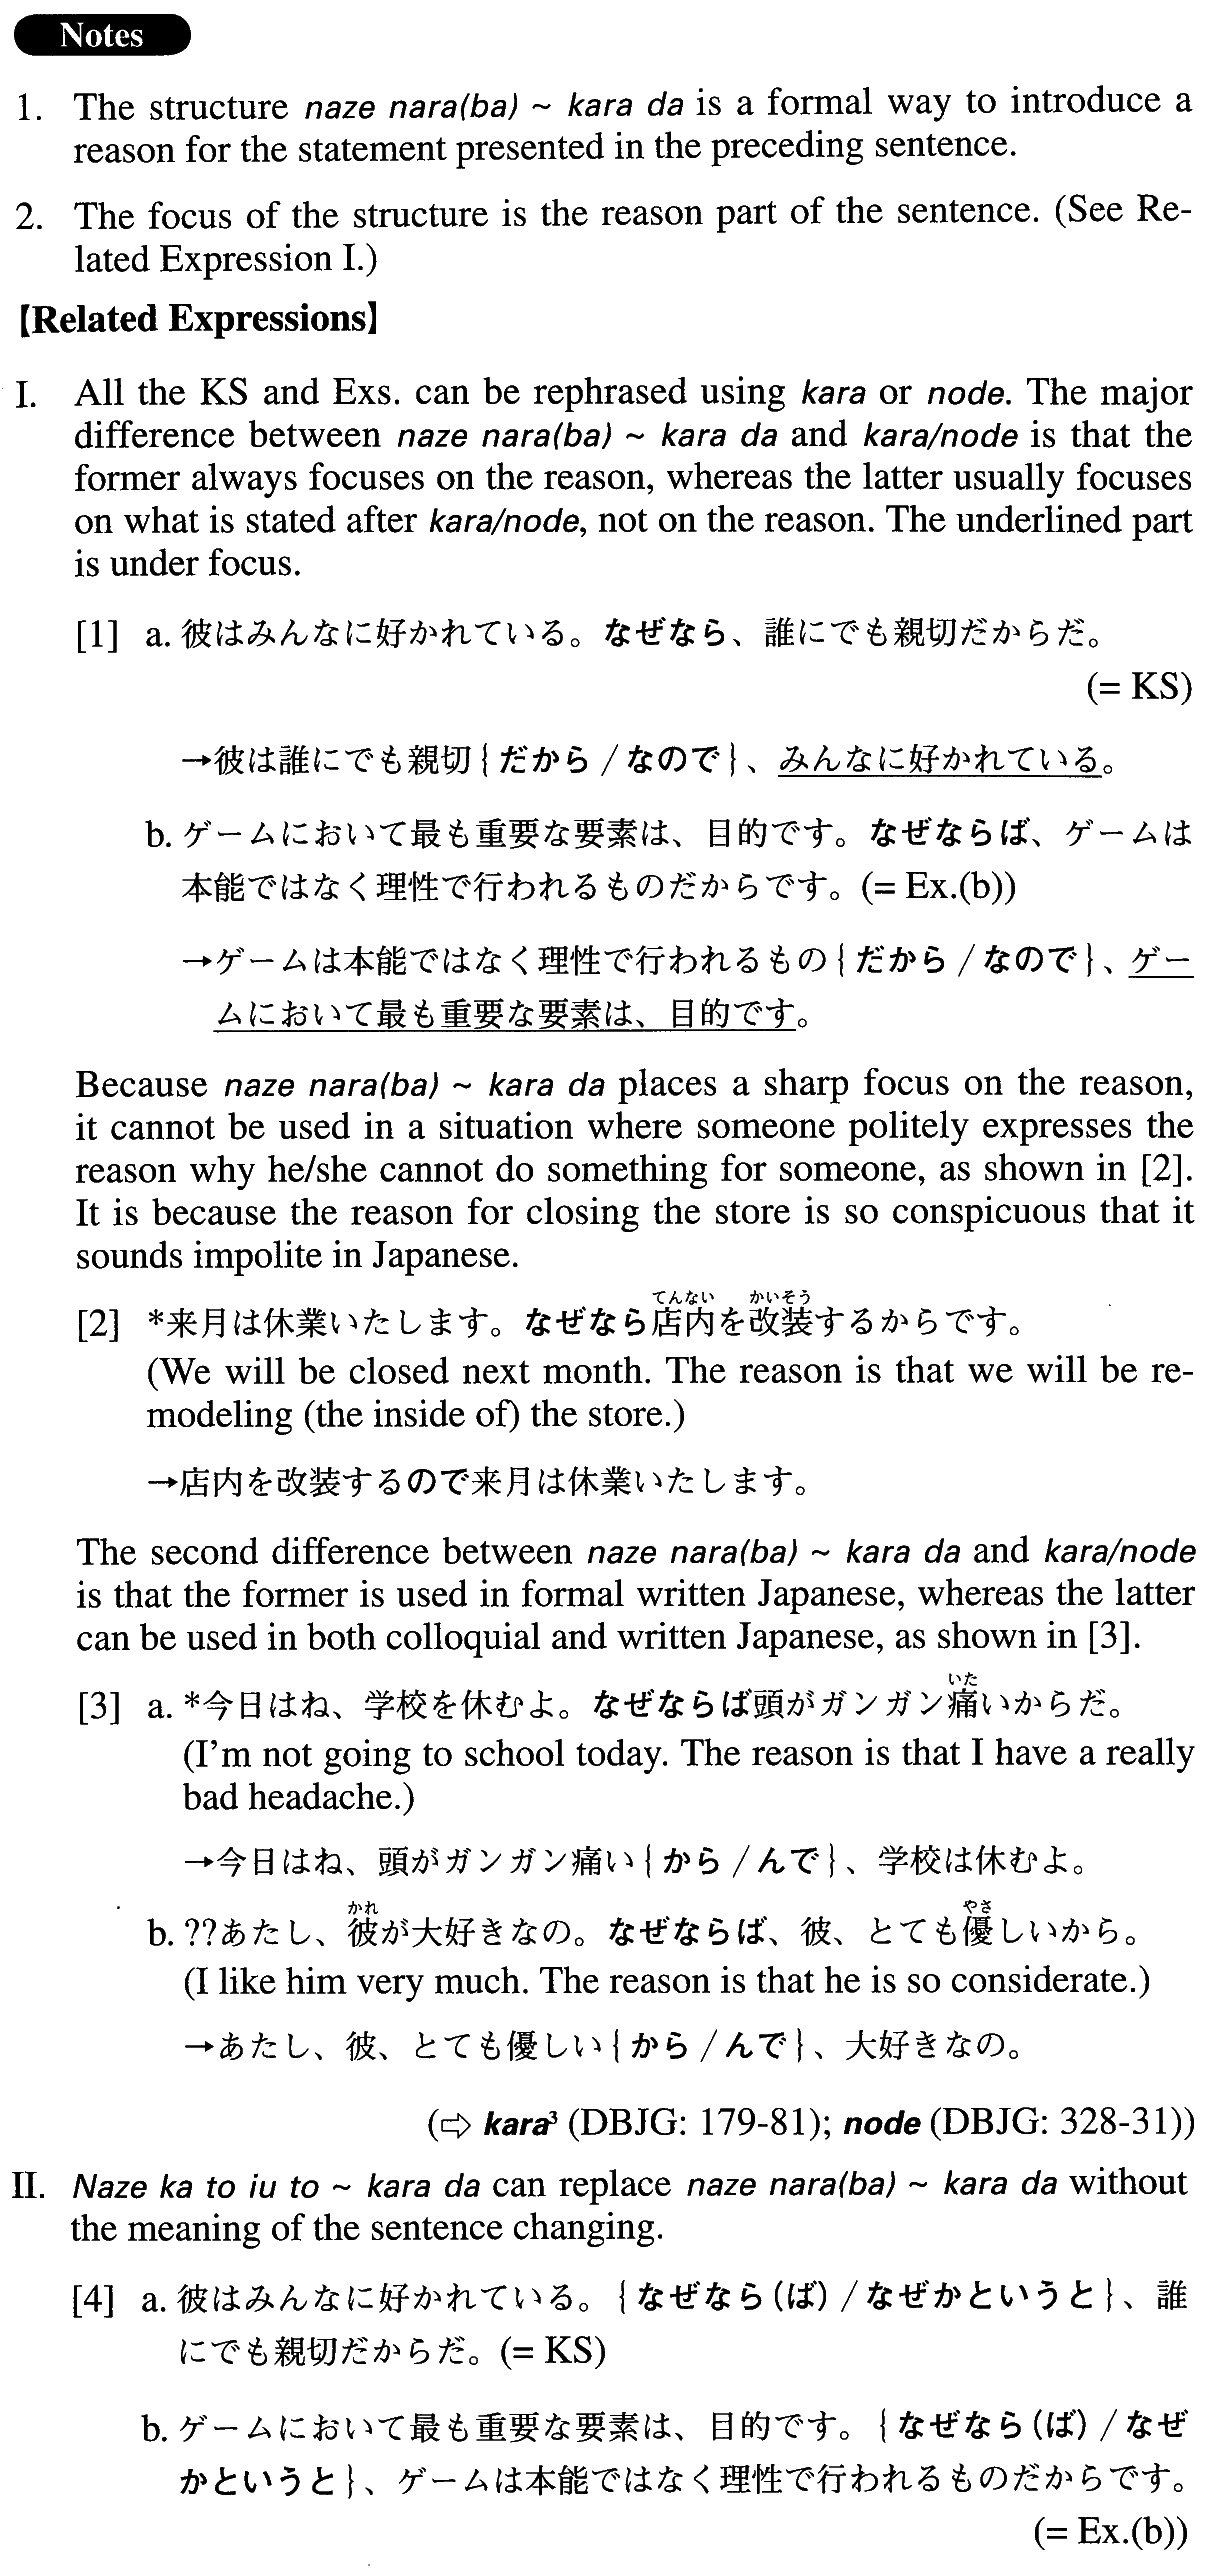 Notes
1. The structure naze nara(ba) ~ kara da is a formal way to introduce a
reason for the statement presented in the preceding sentence.
2. The focus of the structure is the reason part of the sentence. (See Re-
lated Expression I.)
【Related Expressions】
I. All the KS and Exs. can be rephrased using kara or node. The major
difference between naze nara(ba) ~ kara da and kara/node is that the
former always focuses on the reason, whereas the latter usually focuses
on what is stated after kara/node, not on the reason. The underlined part
is under focus.
[1] a. 彼はみんなに好かれている。なぜなら、誰にでも親切だからだ。
(= KS)
→彼は誰にでも親切{だから/なので}、みんなに好かれている。
b. ゲームにおいて最も重要な要素は、目的です。なぜならば、ゲームは
本能ではなく理性で行われるものだからです。(= Ex.(b))
→ゲームは本能ではなく理性で行われるもの{だから/なので}、ゲー
ムにおいて最も重要な要素は、目的です。
Because naze nara(ba) ~ kara da places a sharp focus on the reason,
it cannot be used in a situation where someone politely expresses the
reason why he/she cannot do something for someone, as shown in [2].
It is because the reason for closing the store is so conspicuous that it
sounds impolite in Japanese.
てんない かいそう
[2] *来月は休業いたします。なぜなら店内を改装するからです。
(We will be closed next month. The reason is that we will be re-
modeling (the inside of) the store.)
→店内を改装するので来月は休業いたします。
The second difference between naze nara(ba) ~ kara da and kara/node
is that the former is used in formal written Japanese, whereas the latter
can be used in both colloquial and written Japanese, as shown in [3].
いた
[3] a. *今日はね、学校を休むよ。なぜならば頭がガンガン痛いからだ。
(I'm not going to school today. The reason is that I have a really
bad headache.)
→今日はね、頭がガンガン痛い{から/んで}、学校は休むよ。
かれ やさ
b. ??あたし、彼が大好きなの。なぜならば、彼、とても優しいから。
(I like him very much. The reason is that he is so considerate.)
→あたし、彼、とても優しい{から/んで}、大好きなの。
(⇨ kara³ (DBJG: 179-81); node (DBJG: 328-31))
II. Naze ka to iu to ~ kara da can replace naze nara(ba) ~ kara da without
the meaning of the sentence changing.
[4] a. 彼はみんなに好かれている。{なぜなら(ば)/なぜかというと}、誰
にでも親切だからだ。(= KS)
b. ゲームにおいて最も重要な要素は、目的です。{なぜなら(ば)/なぜ
かというと}、ゲームは本能ではなく理性で行われるものだからです。
(= Ex.(b))